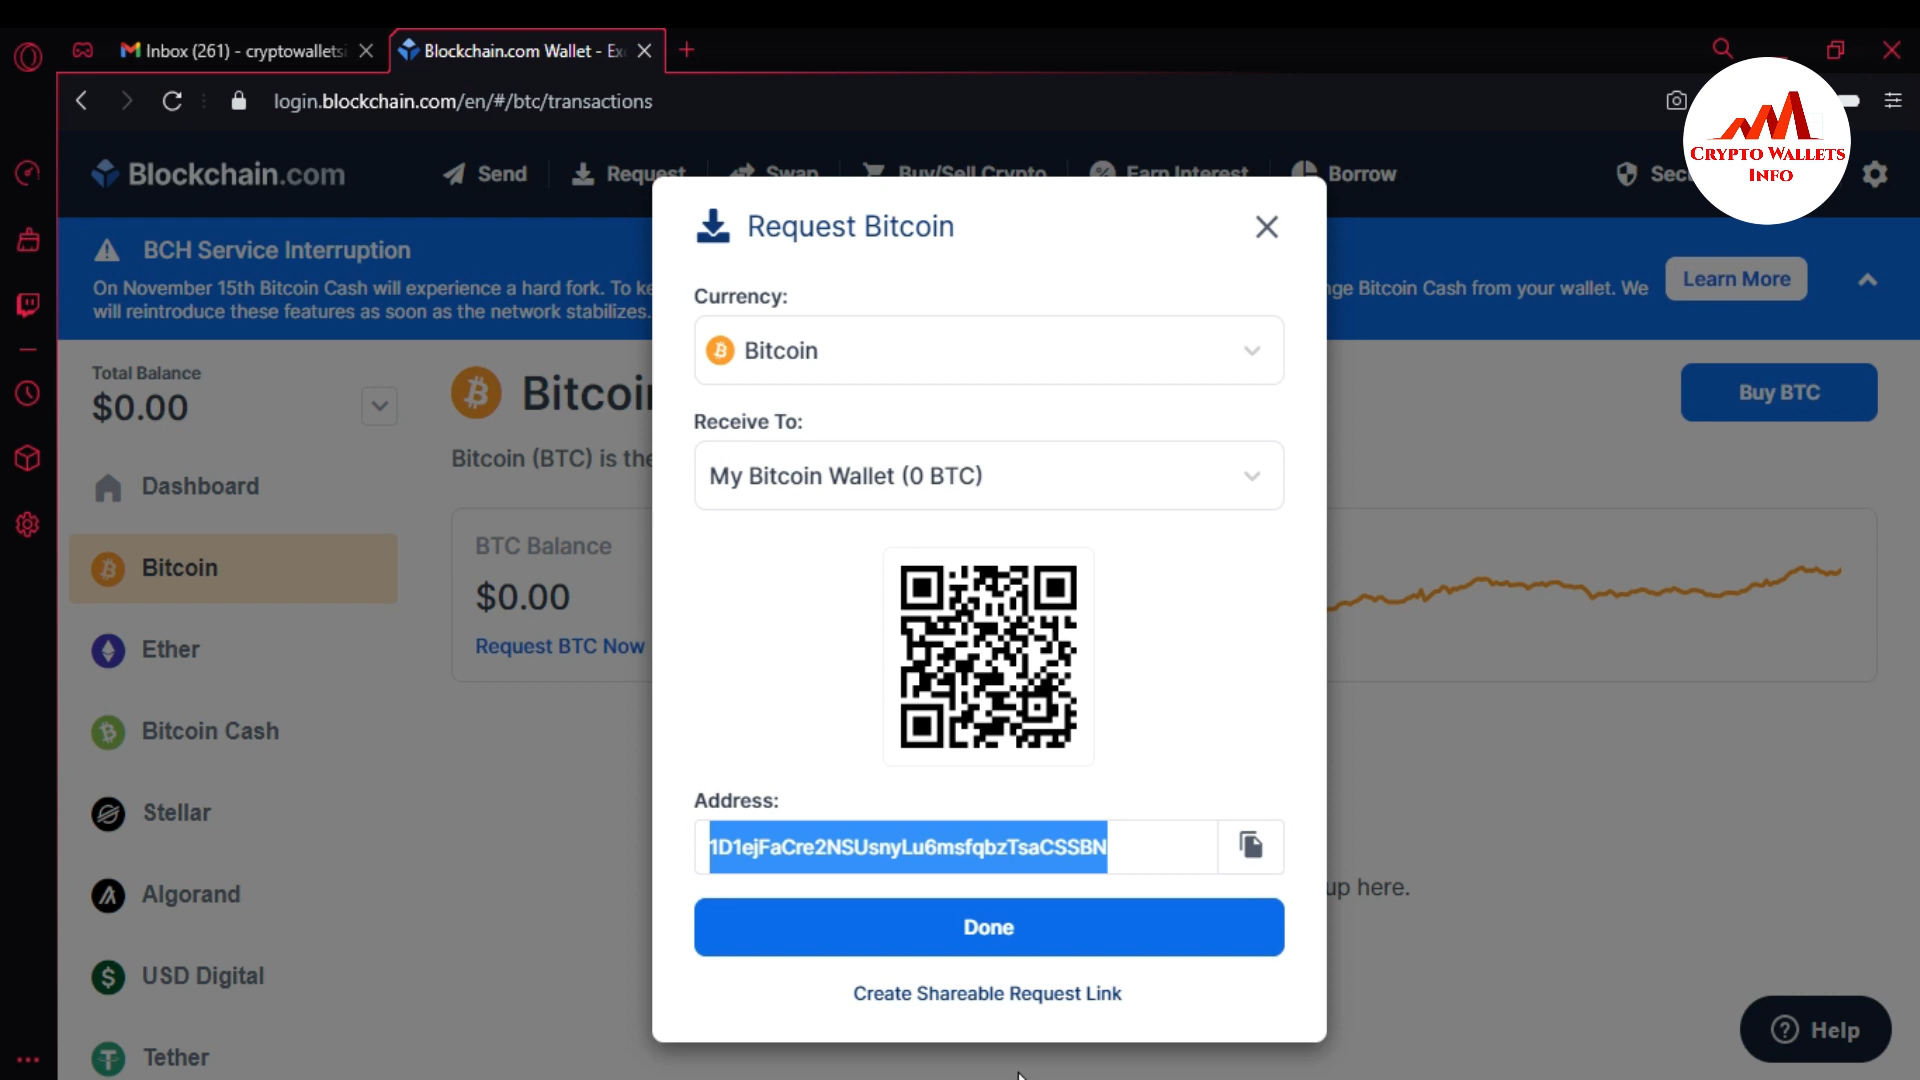 Inbox (261) - cryptowallets
Blockchain.com Wallet - Ex
login.blockchain.com/en/#/btc/transactions
CRYPTO WALLETS
INFO
Blockchain.com
Send
Request
Swap
Buy/Sell Crypto
Earn Interest
Borrow
Sec
BCH Service Interruption
On November 15th Bitcoin Cash will experience a hard fork. To ke
nge Bitcoin Cash from your wallet. We
will reintroduce these features as soon as the network stabilizes.
Learn More
Request Bitcoin
Currency:
Bitcoin
Receive To:
My Bitcoin Wallet (0 BTC)
Address:
1D1ejFaCre2NSUsnyLu6msfqbzTsaCSSBN
Done
Create Shareable Request Link
Total Balance
$0.00
Dashboard
Bitcoin
Ether
Bitcoin Cash
Stellar
Algorand
USD Digital
Tether
Bitcoi
Bitcoin (BTC) is the
Buy BTC
BTC Balance
$0.00
Request BTC Now
up here.
Help